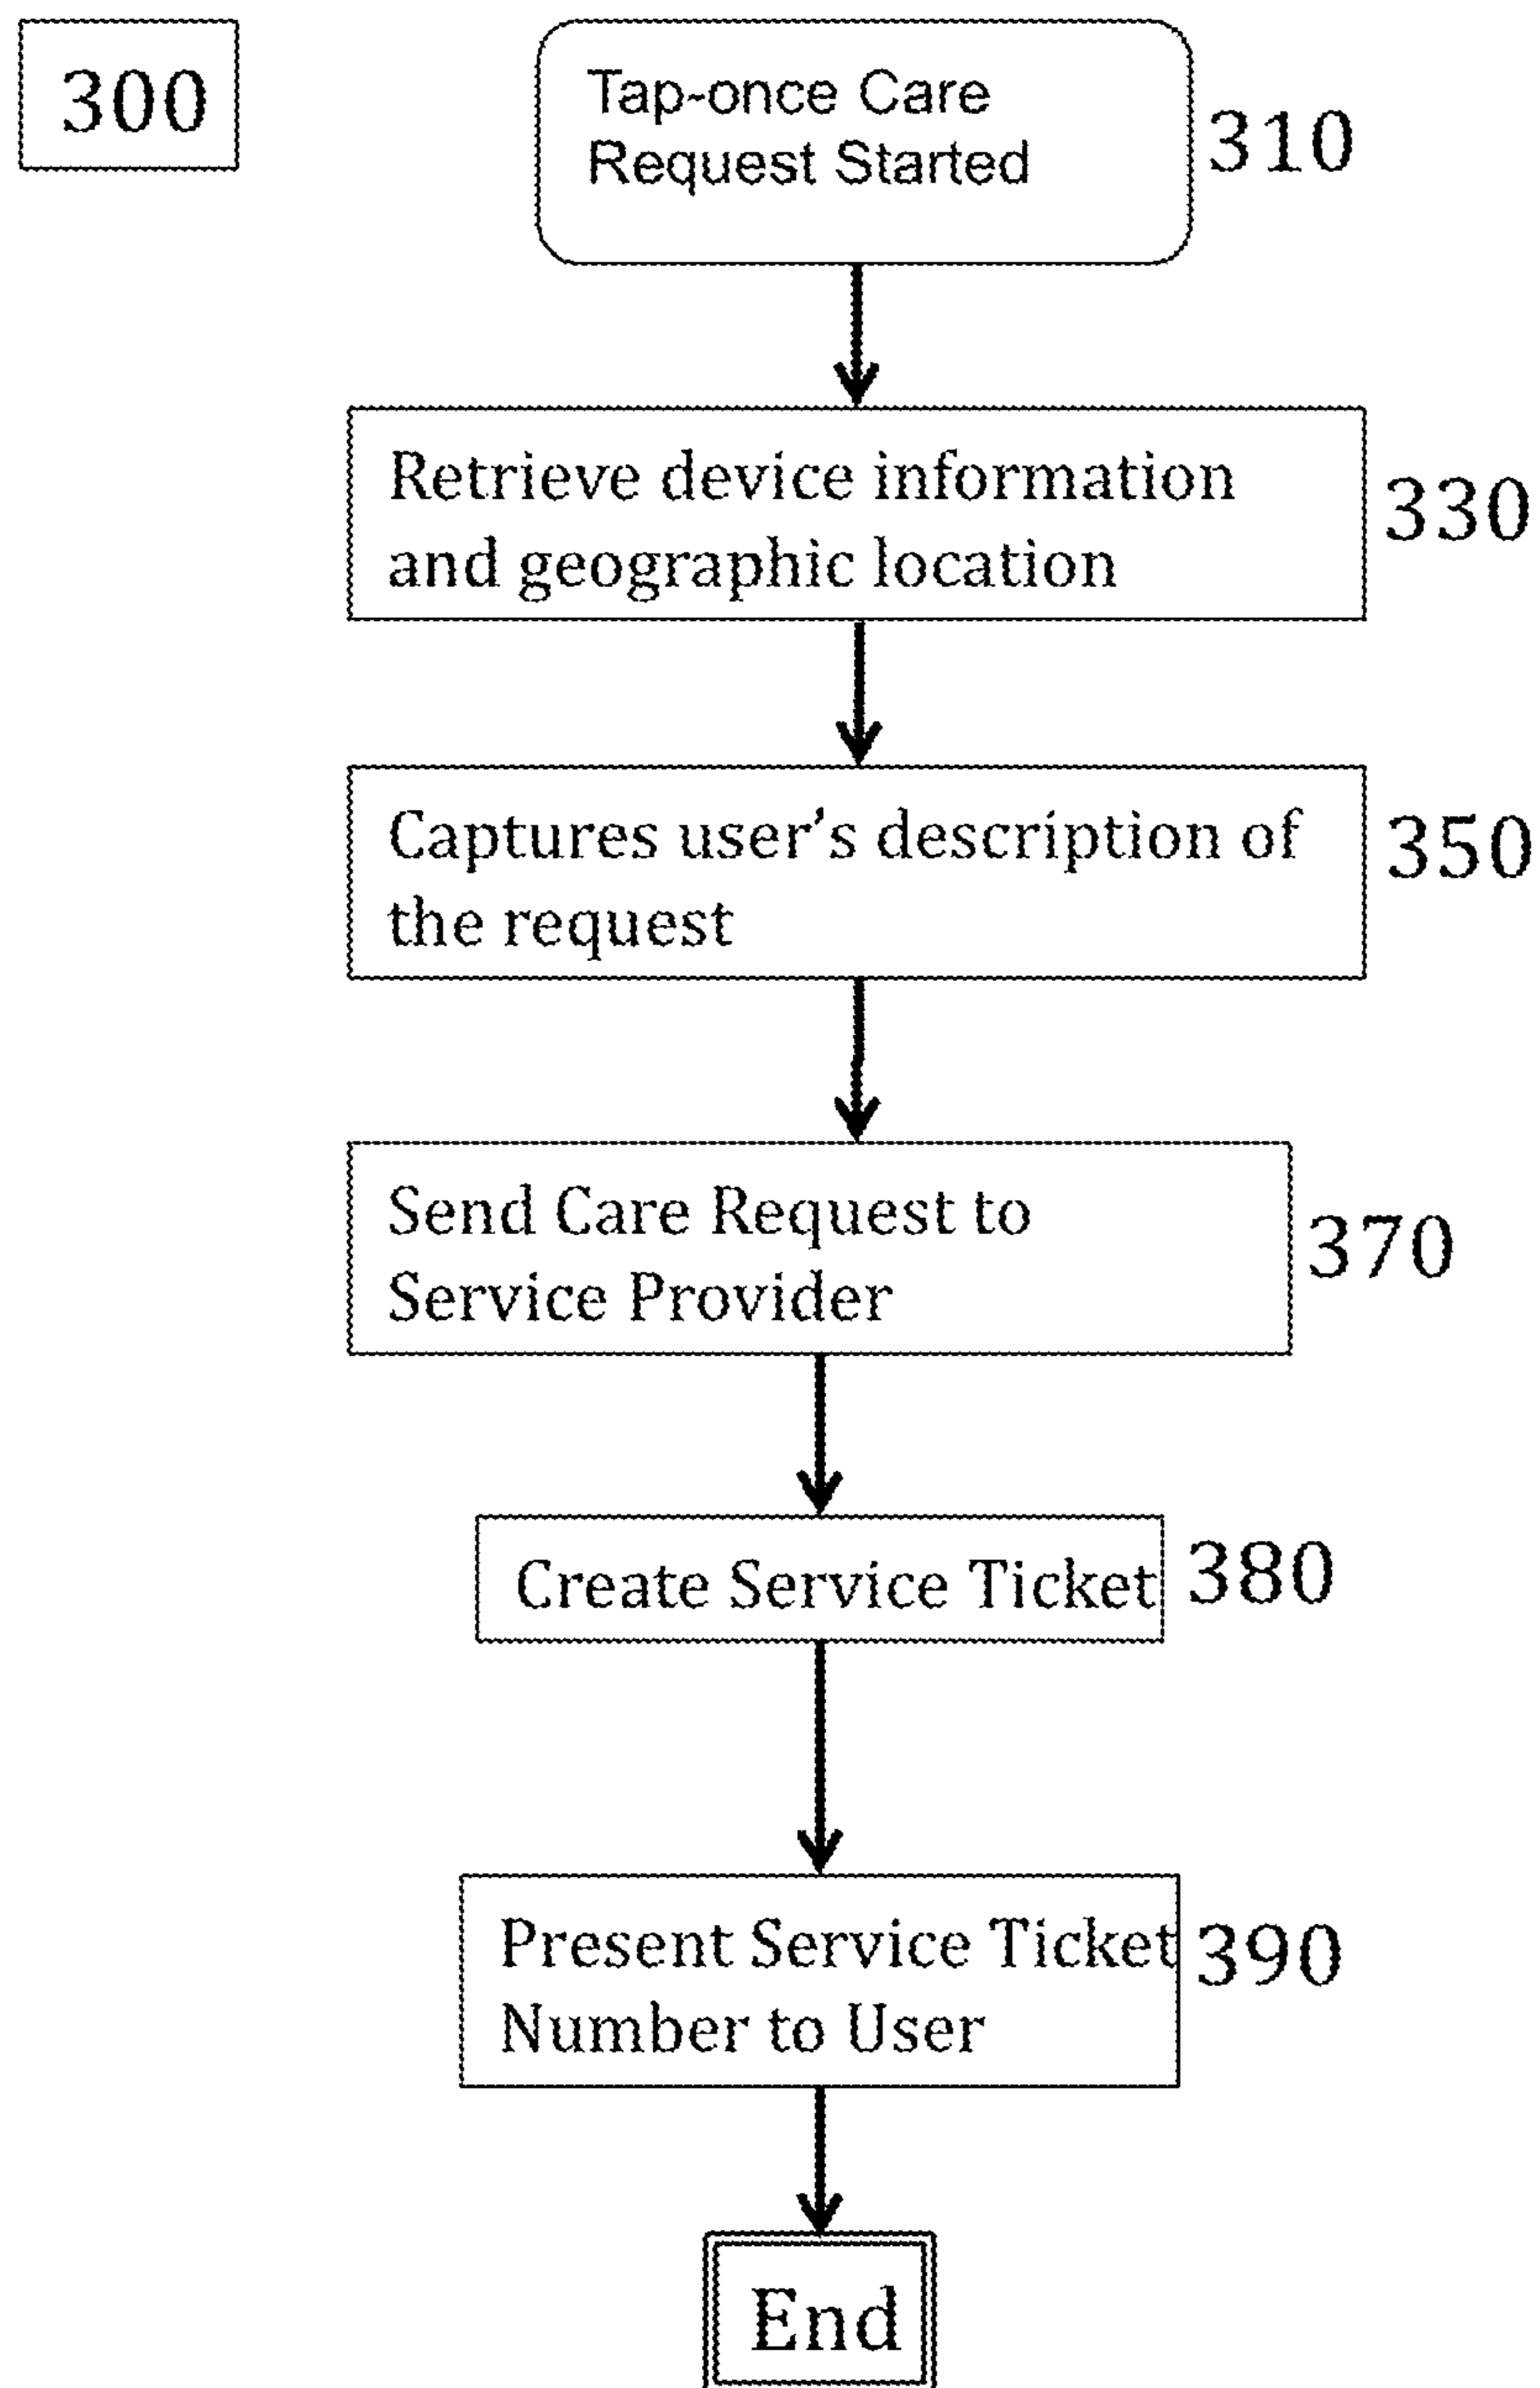 300
Tap-once Care
Request Started
310
Retrieve device information
and geographic location
330
Captures user's description of
the request
350
Send Care Request to
Service Provider
370
Create Service Ticket
380
Present Service Ticket
Number to User
390
End